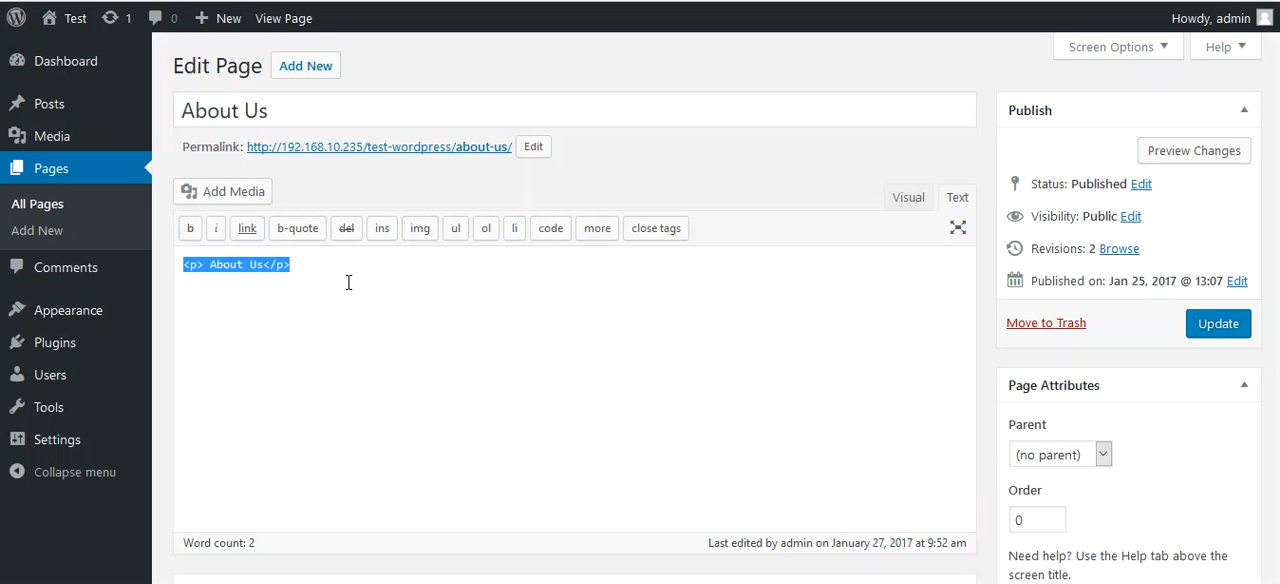 Test 1 0 New View Page Howdy, admin
Dashboard
Posts
Media
Pages
All Pages
Add New
Comments
Appearance
Plugins
Users
Tools
Settings
Collapse menu
Screen Options Help
Edit Page Add New
About Us
Permalink: http://192.168.10.235/test-wordpress/about-us/ Edit
Add Media
Visual Text
b i link b-quote del ins img ul ol li code more close tags
<p> About Us</p>
Word count: 2 Last edited by admin on January 27, 2017 at 9:52 am
Publish
Preview Changes
Status: Published Edit
Visibility: Public Edit
Revisions: 2 Browse
Published on: Jan 25, 2017 @ 13:07 Edit
Move to Trash Update
Page Attributes
Parent
(no parent)
Order
0
Need help? Use the Help tab above the
screen title.